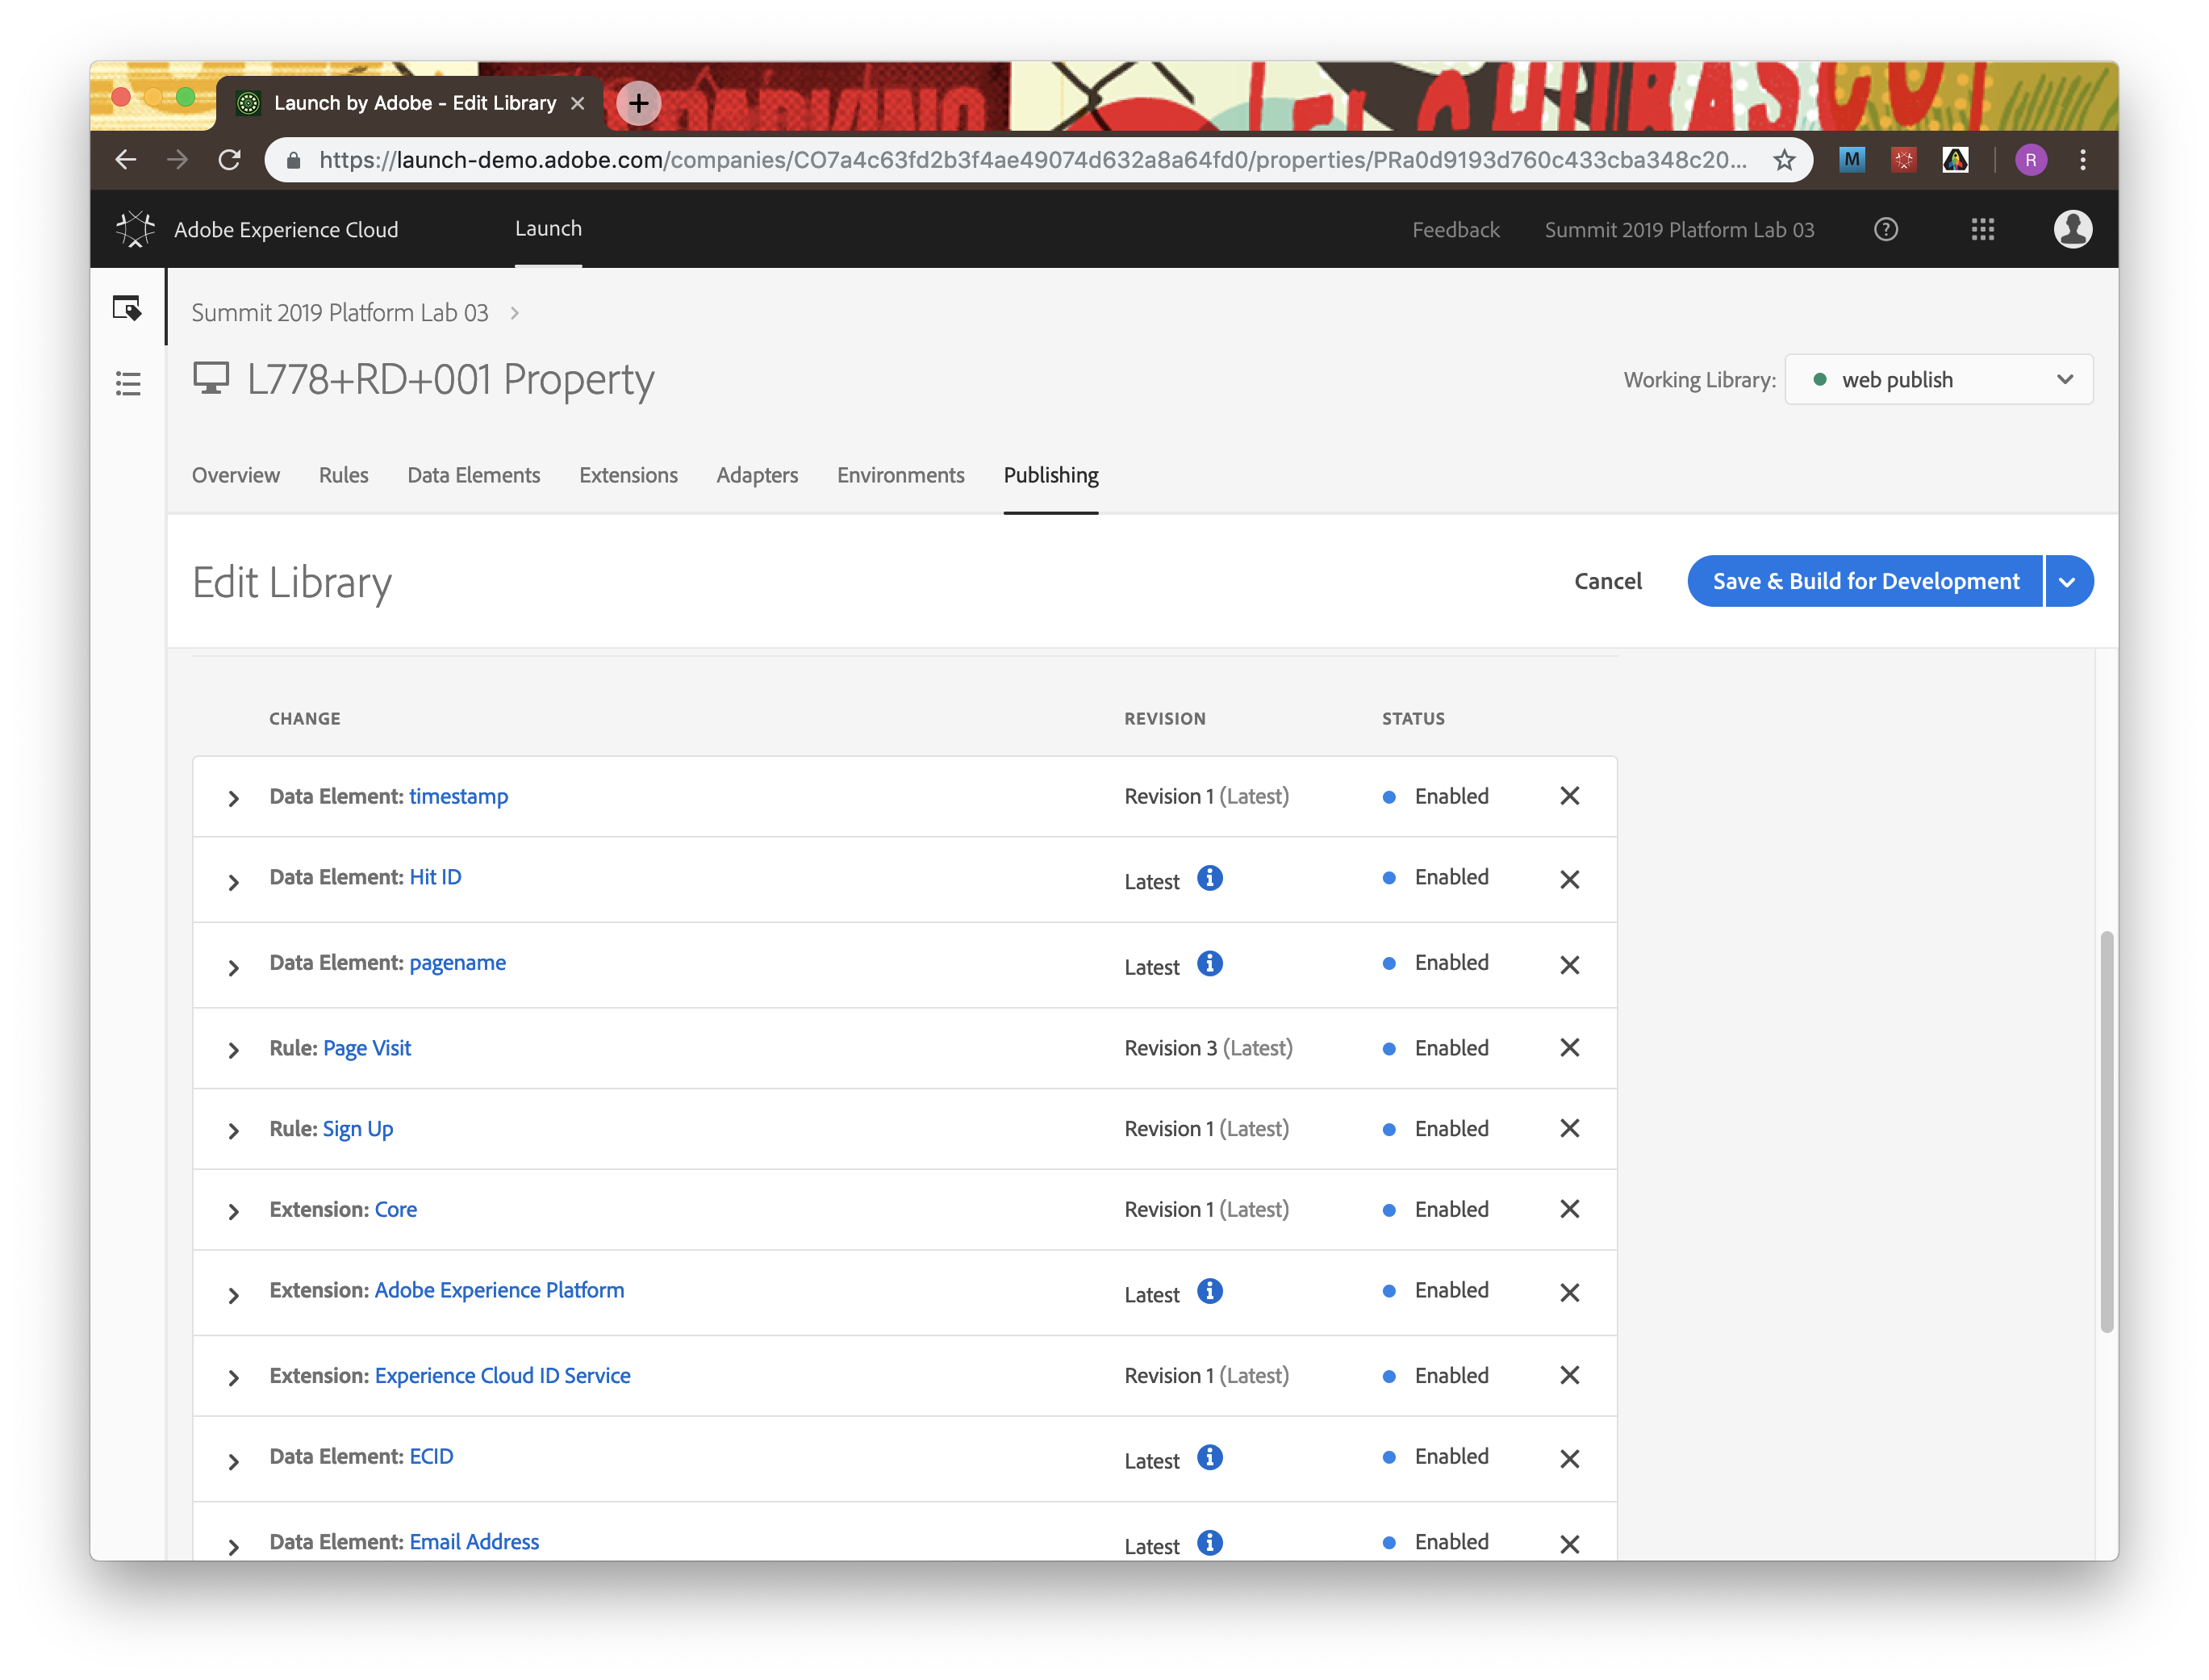 Launch by Adobe - Edit Library
https://launch-demo.adobe.com/companies/CO7a4c63fd2b3f4ae49074d632a8a64fd0/properties/PRa0d9193d760c433cba348c20...
M
R
Adobe Experience Cloud
Launch
Feedback
Summit 2019 Platform Lab 03
Summit 2019 Platform Lab 03
L778+RD+001 Property
Working Library: web publish
Overview Rules Data Elements Extensions Adapters Environments Publishing
Edit Library
Cancel
Save & Build for Development
CHANGE REVISION STATUS
Data Element: timestamp Revision 1 (Latest) Enabled
Data Element: Hit ID Latest Enabled
Data Element: pagename Latest Enabled
Rule: Page Visit Revision 3 (Latest) Enabled
Rule: Sign Up Revision 1 (Latest) Enabled
Extension: Core Revision 1 (Latest) Enabled
Extension: Adobe Experience Platform Latest Enabled
Extension: Experience Cloud ID Service Revision 1 (Latest) Enabled
Data Element: ECID Latest Enabled
Data Element: Email Address Latest Enabled